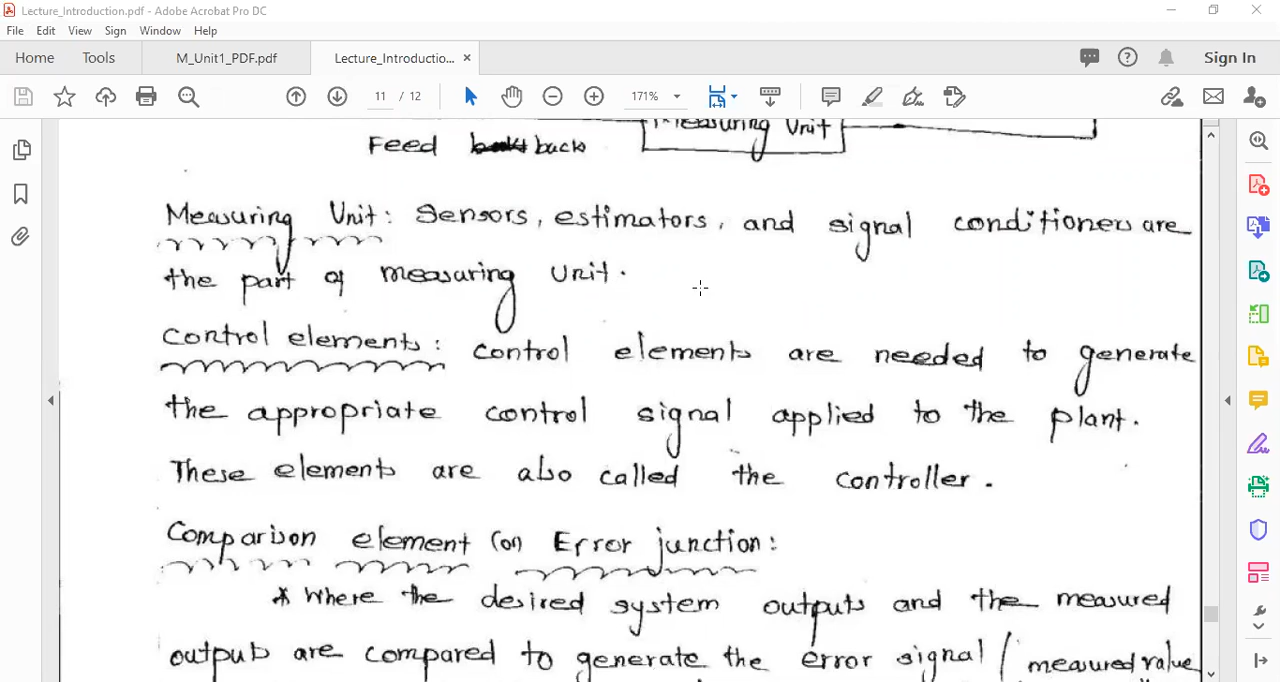 Lecture_Introduction.pdf - Adobe Acrobat Pro DC
File Edit View Sign Window Help
Home Tools M_Unit1_PDF.pdf Lecture_Introductio... × Sign In
11 / 12 171%
Measuring Unit
Feed back
Measuring Unit: Sensors, estimators, and signal conditioners are
the part of measuring unit.
Control elements: control elements are needed to generate
the appropriate control signal applied to the plant.
These elements are also called the controller.
Comparison element (or) Error junction:
* Where the desired system outputs and the measured
outputs are compared to generate the error signal (measured value